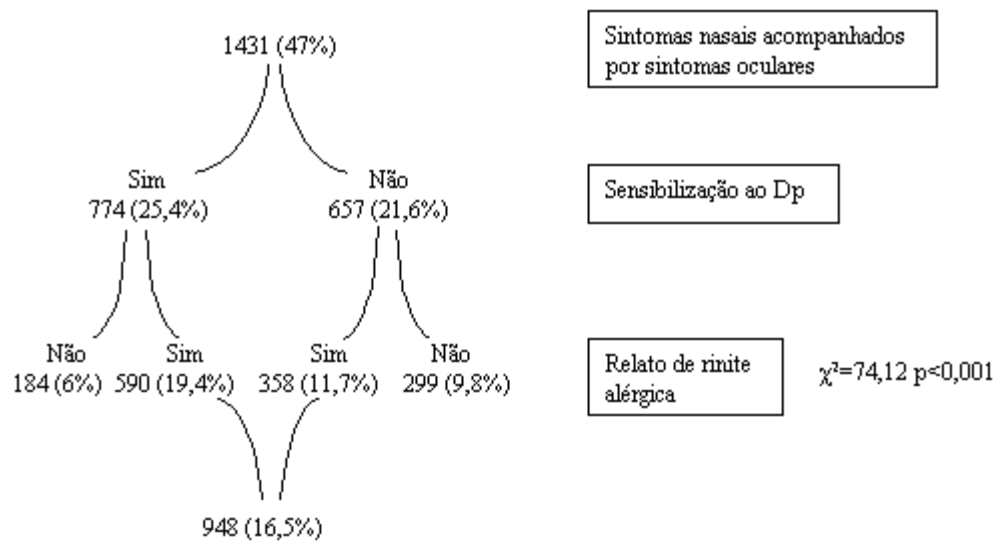 1431 (47%)
Sintomas nasais acompanhados
por sintomas oculares
Sim
Não
774 (25,4%)
657 (21,6%)
Sensibilização ao Dp
Não
Sim
Sim
Não
184 (6%)
590 (19,4%)
358 (11,7%)
299 (9,8%)
Relato de rinite
alérgica
χ²=74,12 p<0,001
948 (16,5%)